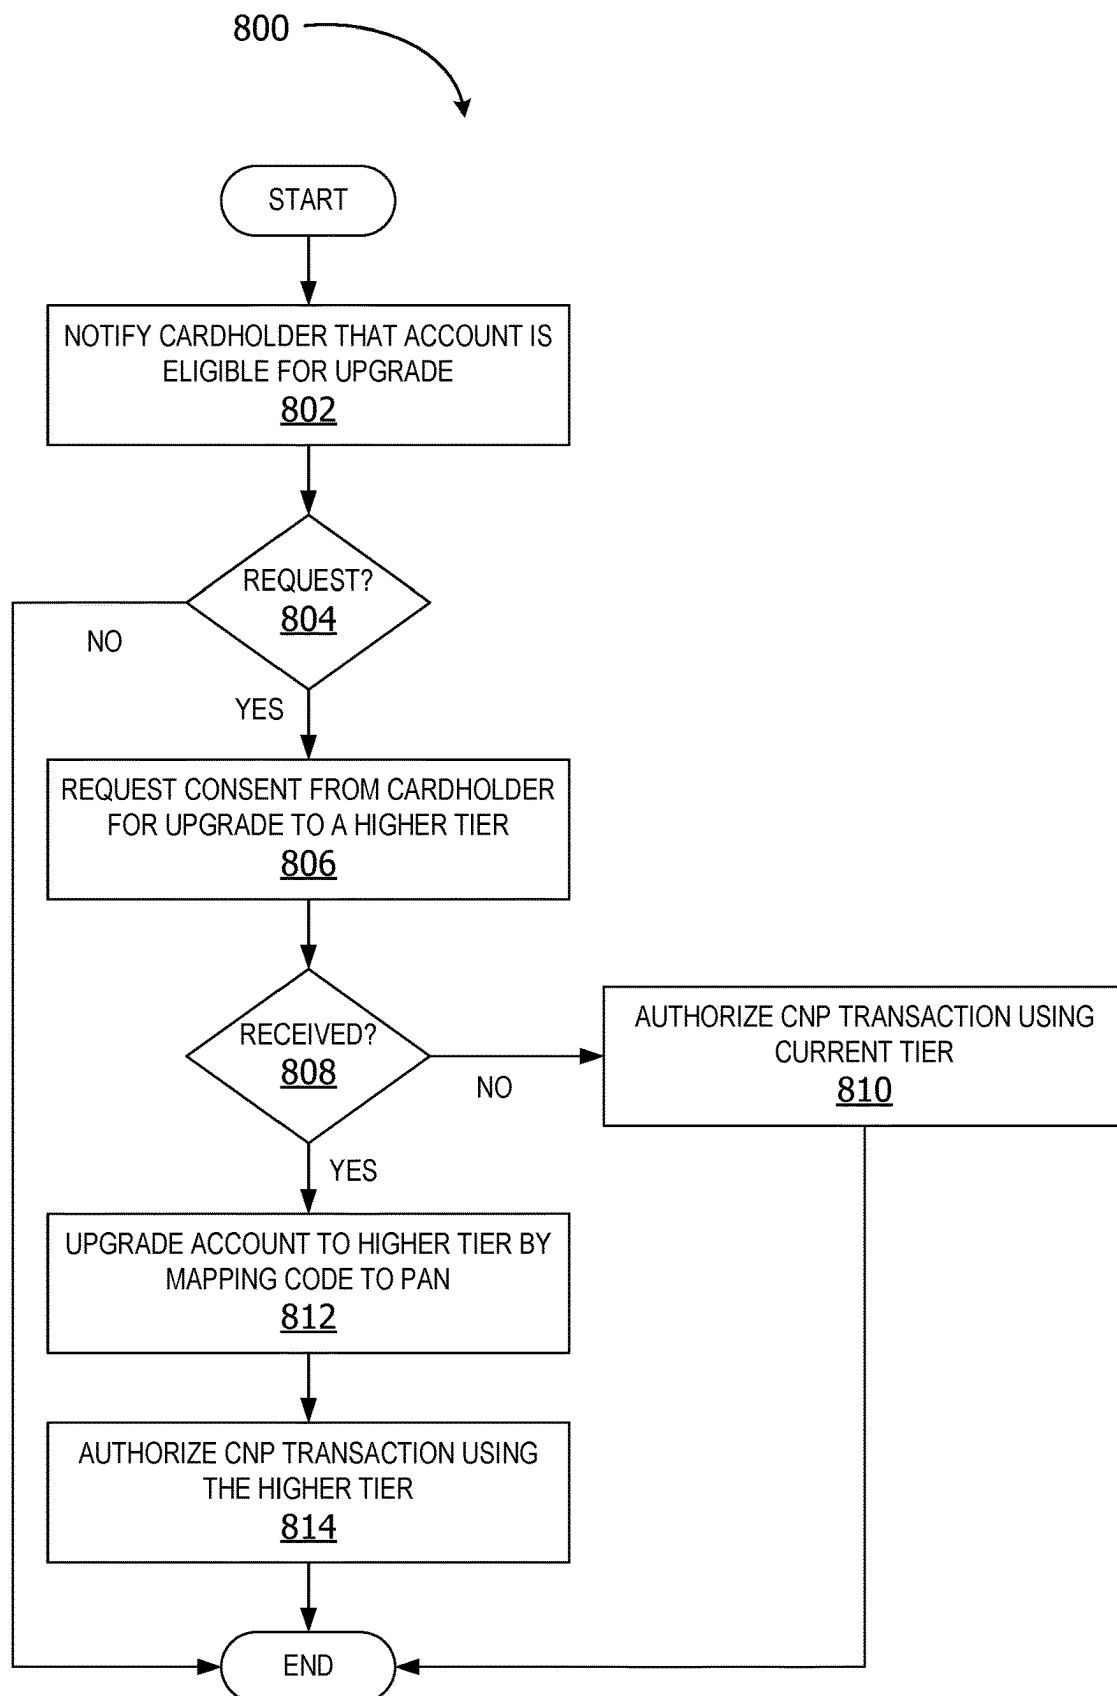 800
START
NOTIFY CARDHOLDER THAT ACCOUNT IS
ELIGIBLE FOR UPGRADE
802
REQUEST?
804
NO
YES
REQUEST CONSENT FROM CARDHOLDER
FOR UPGRADE TO A HIGHER TIER
806
RECEIVED?
808
NO
AUTHORIZE CNP TRANSACTION USING
CURRENT TIER
810
YES
UPGRADE ACCOUNT TO HIGHER TIER BY
MAPPING CODE TO PAN
812
AUTHORIZE CNP TRANSACTION USING
THE HIGHER TIER
814
END